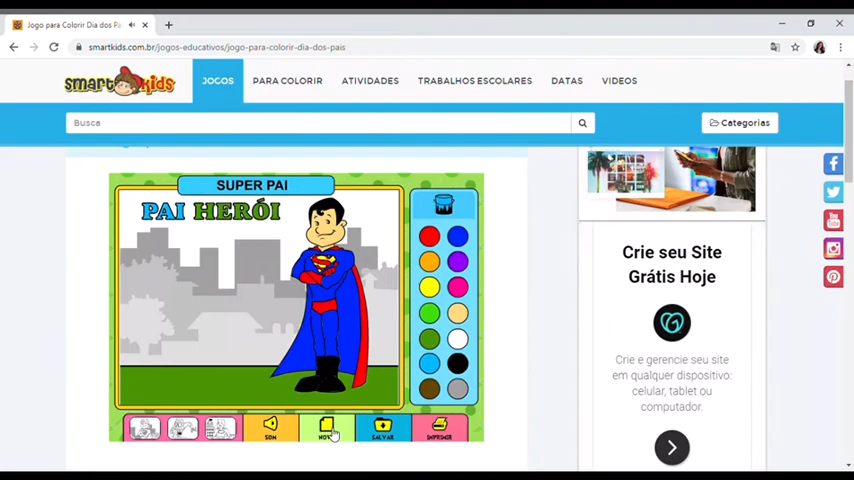 Jogo para Colorir Dia dos Pa
smartkids.com.br/jogos-educativos/jogo-para-colorir-dia-dos-pais
smart kids
JOGOS
PARA COLORIR
ATIVIDADES
TRABALHOS ESCOLARES
DATAS
VIDEOS
Busca
Categorias
SUPER PAI
PAI HERÓI
S
SOM
NOV
SALVAR
IMPRIMIR
Crie seu Site
Grátis Hoje
Crie e gerencie seu site
em qualquer dispositivo:
celular, tablet ou
computador.